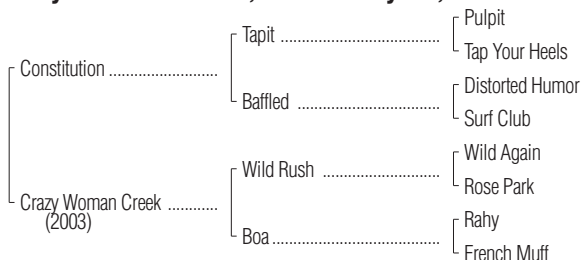 Pulpit
Tapit ..............................
Tap Your Heels
Constitution ........................
Distorted Humor
Baffled ...........................
Surf Club
Wild Again
Wild Rush .......................
Rose Park
Crazy Woman Creek ...........
(2003)
Rahy
Boa................................
French Muff